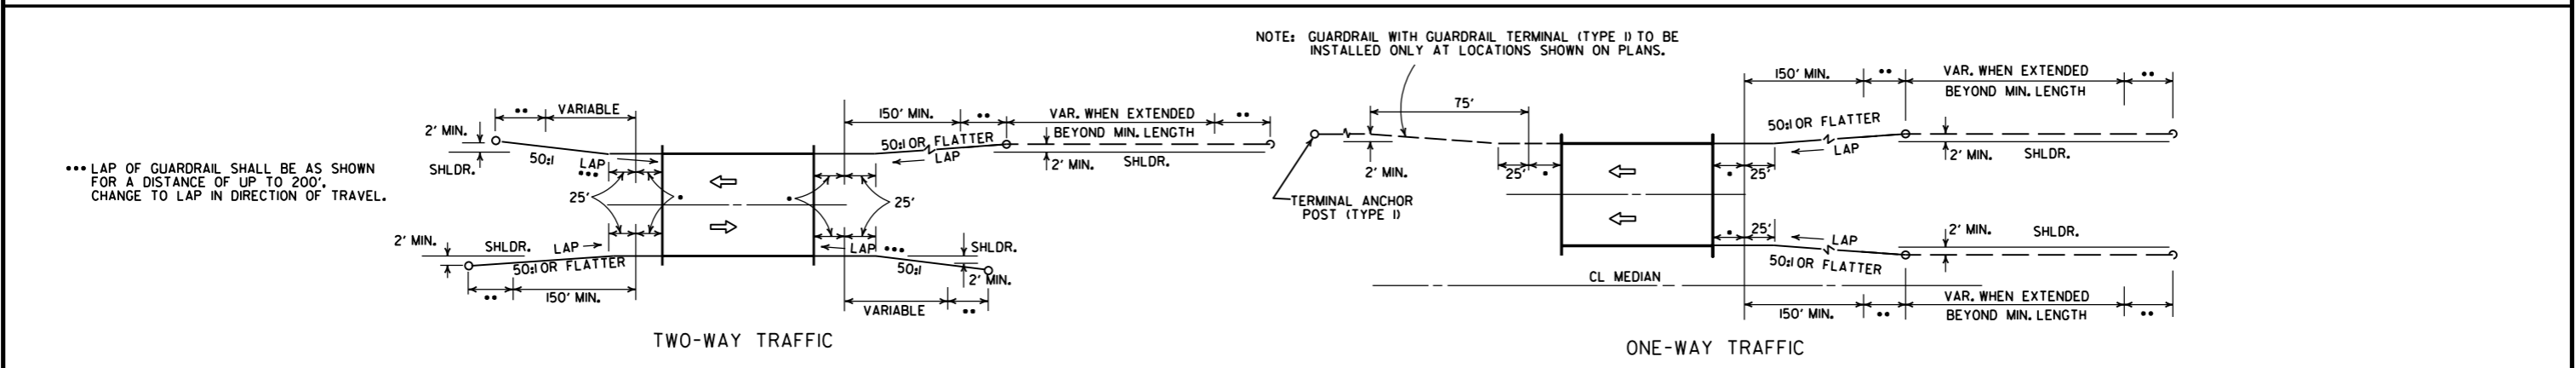 NOTE: GUARDRAIL WITH GUARDRAIL TERMINAL (TYPE I) TO BE
INSTALLED ONLY AT LOCATIONS SHOWN ON PLANS.
••• LAP OF GUARDRAIL SHALL BE AS SHOWN
FOR A DISTANCE OF UP TO 200'.
CHANGE TO LAP IN DIRECTION OF TRAVEL.
•• VARIABLE
2' MIN.
SHLDR.
50:1
LAP
•••
25'
•
2' MIN.
SHLDR.
LAP
50:1 OR FLATTER
••
150' MIN.
150' MIN.
••
VAR. WHEN EXTENDED
BEYOND MIN. LENGTH
••
50:1 OR FLATTER
LAP
2' MIN.
SHLDR.
•
25'
LAP •••
SHLDR.
50:1
2' MIN.
VARIABLE
••
TWO-WAY TRAFFIC
75'
2' MIN.
25'
•
TERMINAL ANCHOR
POST (TYPE I)
150' MIN.
••
VAR. WHEN EXTENDED
BEYOND MIN. LENGTH
••
50:1 OR FLATTER
LAP
2' MIN.
SHLDR.
•
25'
•
25'
LAP
50:1 OR FLATTER
2' MIN.
SHLDR.
CL MEDIAN
150' MIN.
••
VAR. WHEN EXTENDED
BEYOND MIN. LENGTH
••
ONE-WAY TRAFFIC